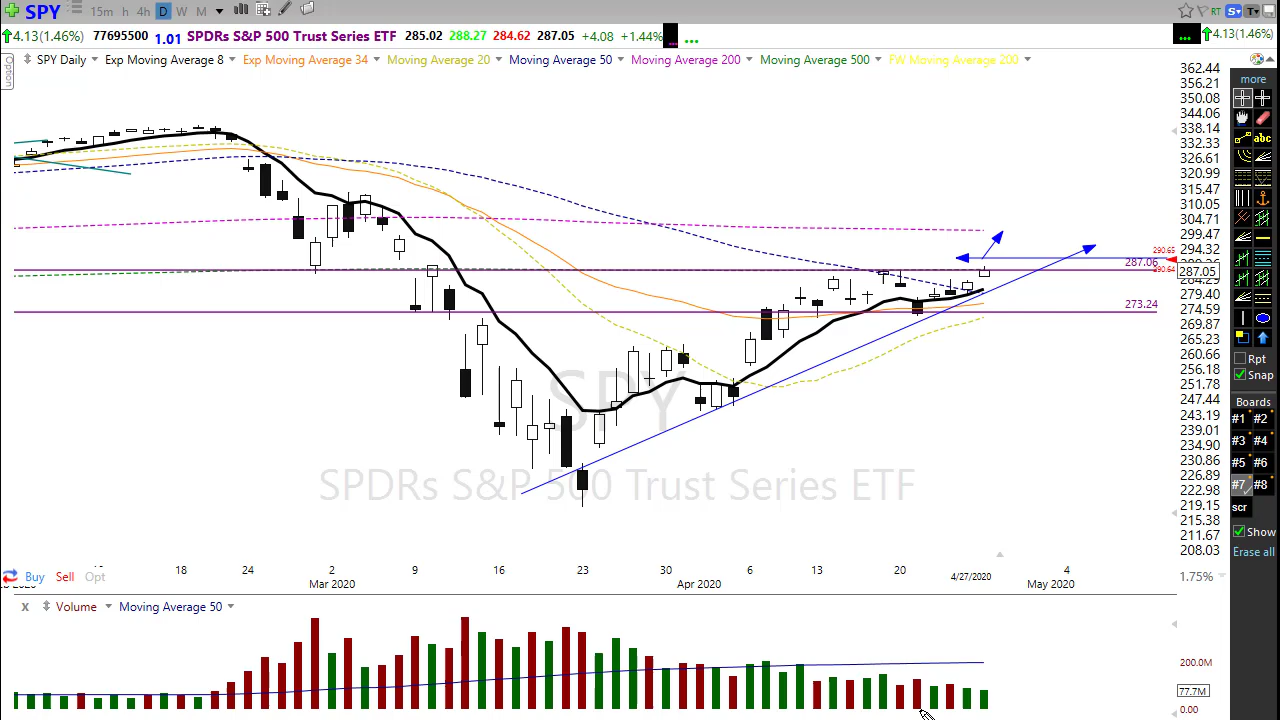 SPY 15m h 4h D W M RT S T
4.13(1.46%) 77695500 1.01 SPDRs S&P 500 Trust Series ETF 285.02 288.27 284.62 287.05 +4.08 +1.44% ... ... 4.13(1.46%)
Option
SPY Daily Exp Moving Average 8 Exp Moving Average 34 Moving Average 20 Moving Average 50 Moving Average 200 Moving Average 500 FW Moving Average 200
362.44
356.21
350.08
344.06
338.14
332.33
326.61
320.99
315.47
310.05
304.71
299.47
294.32
290.65
287.06
290.64
287.05
284.29
279.40
273.24
274.59
269.87
265.23
260.66
256.18
251.78
247.44
243.19
239.01
234.90
230.86
226.89
222.98
219.15
215.38
211.67
208.03
SPY
SPDRs S&P 500 Trust Series ETF
more
abc
Rpt
Snap
Boards
#1 #2
#3 #4
#5 #6
#7 #8
scr
Show
Erase all
18 24 2 9 16 23 30 6 13 20 4/27/2020 4
Mar 2020 Apr 2020 May 2020
Buy Sell Opt
1.75%
x Volume Moving Average 50
200.0M
77.7M
0.00